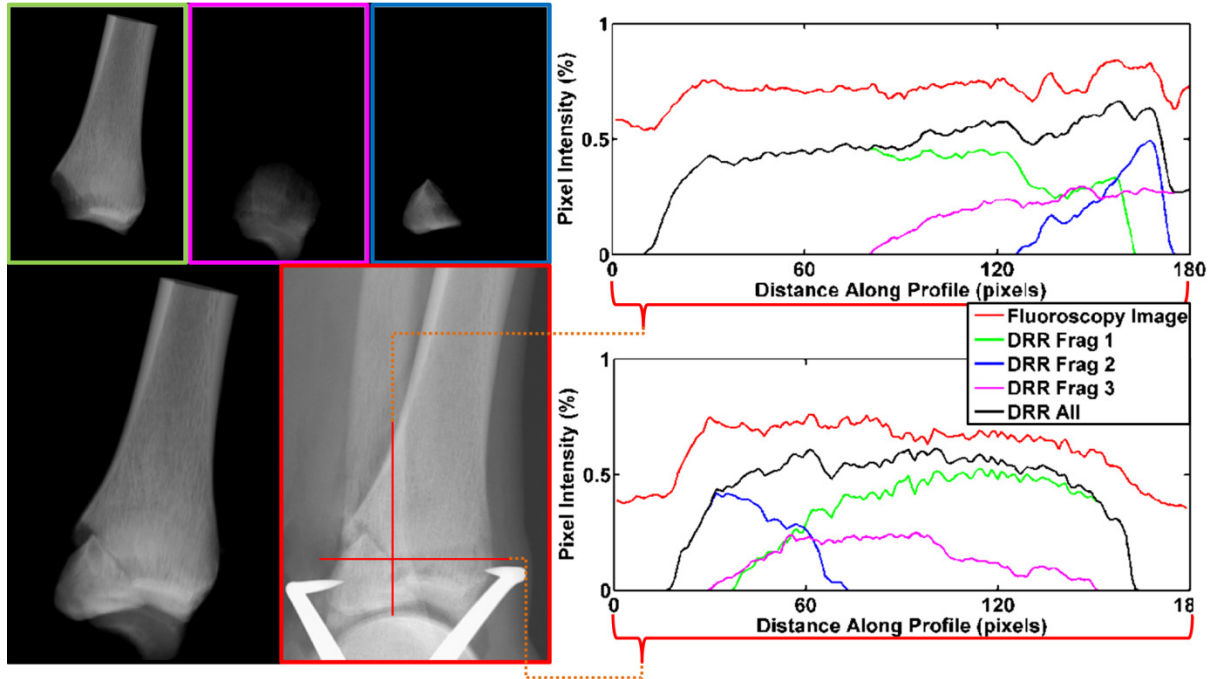 1
0.5
0
Pixel Intensity (%)
0
60
120
180
Distance Along Profile (pixels)
Fluoroscopy Image
DRR Frag 1
DRR Frag 2
DRR Frag 3
DRR All
1
0.5
0
Pixel Intensity (%)
0
60
120
18
Distance Along Profile (pixels)